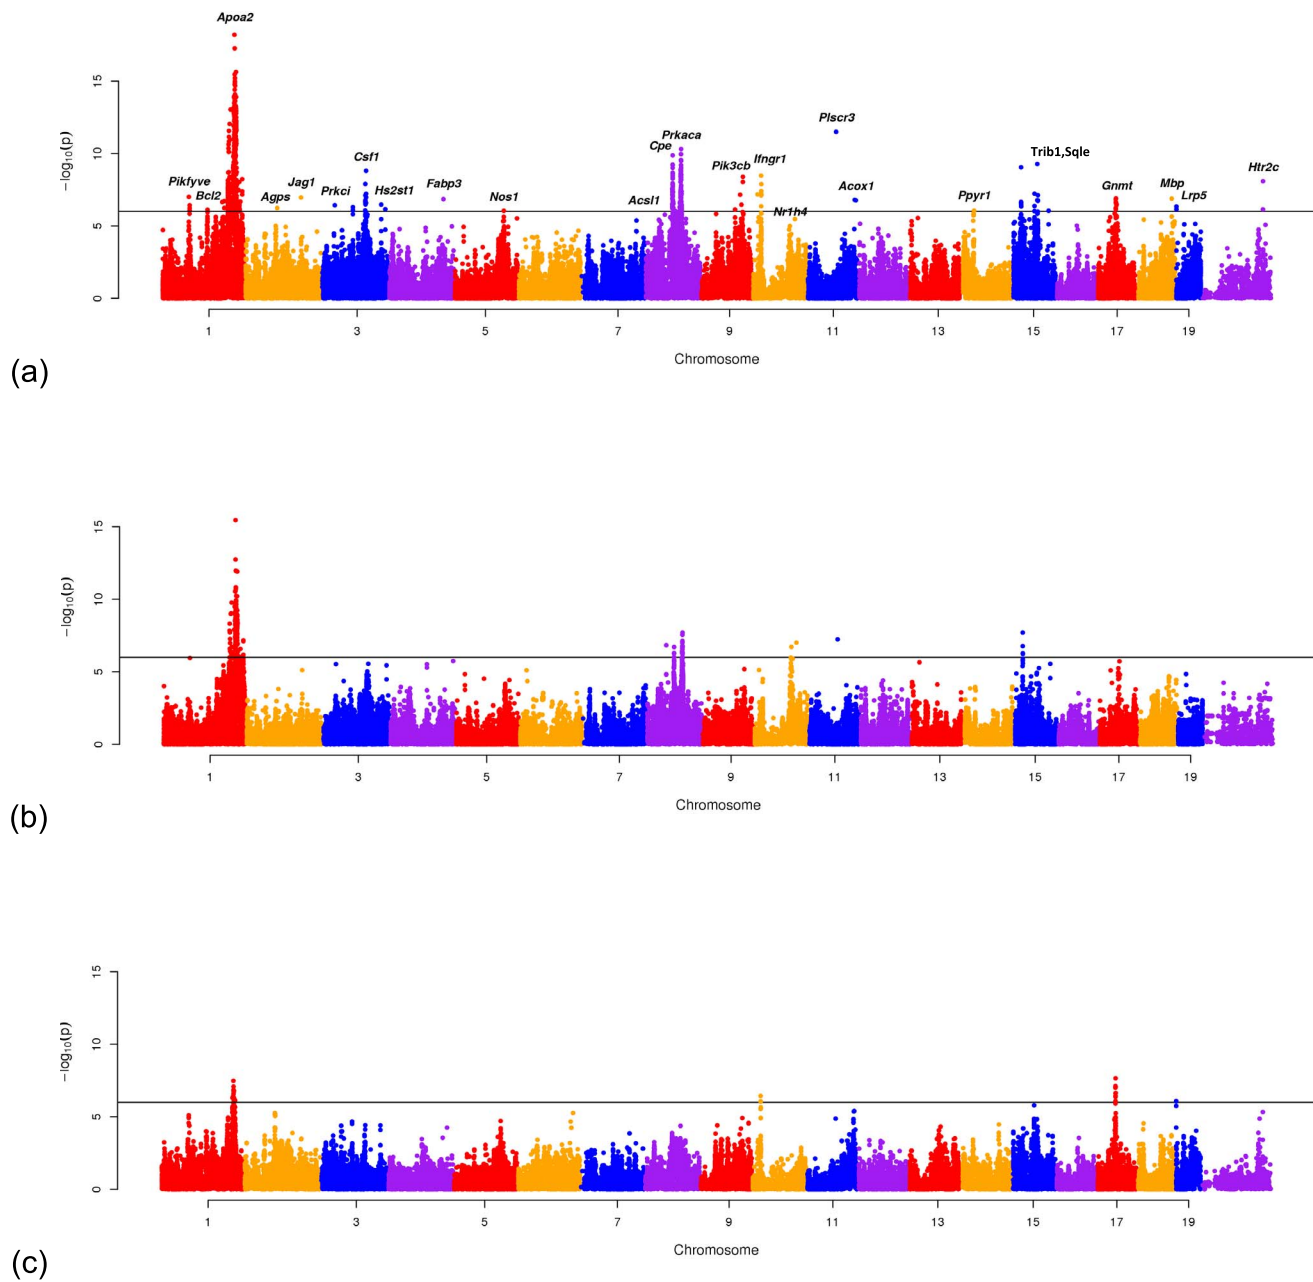 Apoa2
15
Plscr3
10
Prkaca
Cpe
Trib1,Sqle
Csf1
Ifngr1
Pik3cb
Htr2c
Pikfyve
Jag1
Fabp3
Acox1
Gnmt
Mbp
Bcl2
Agps
Prkci
Hs2st1
Nos1
Acsl1
Ppyr1
Lrp5
Nr1h4
5
0
−log10(p)
1 3 5 7 9 11 13 15 17 19
Chromosome
(a)
15
10
5
0
−log10(p)
1 3 5 7 9 11 13 15 17 19
Chromosome
(b)
15
10
5
0
−log10(p)
1 3 5 7 9 11 13 15 17 19
Chromosome
(c)